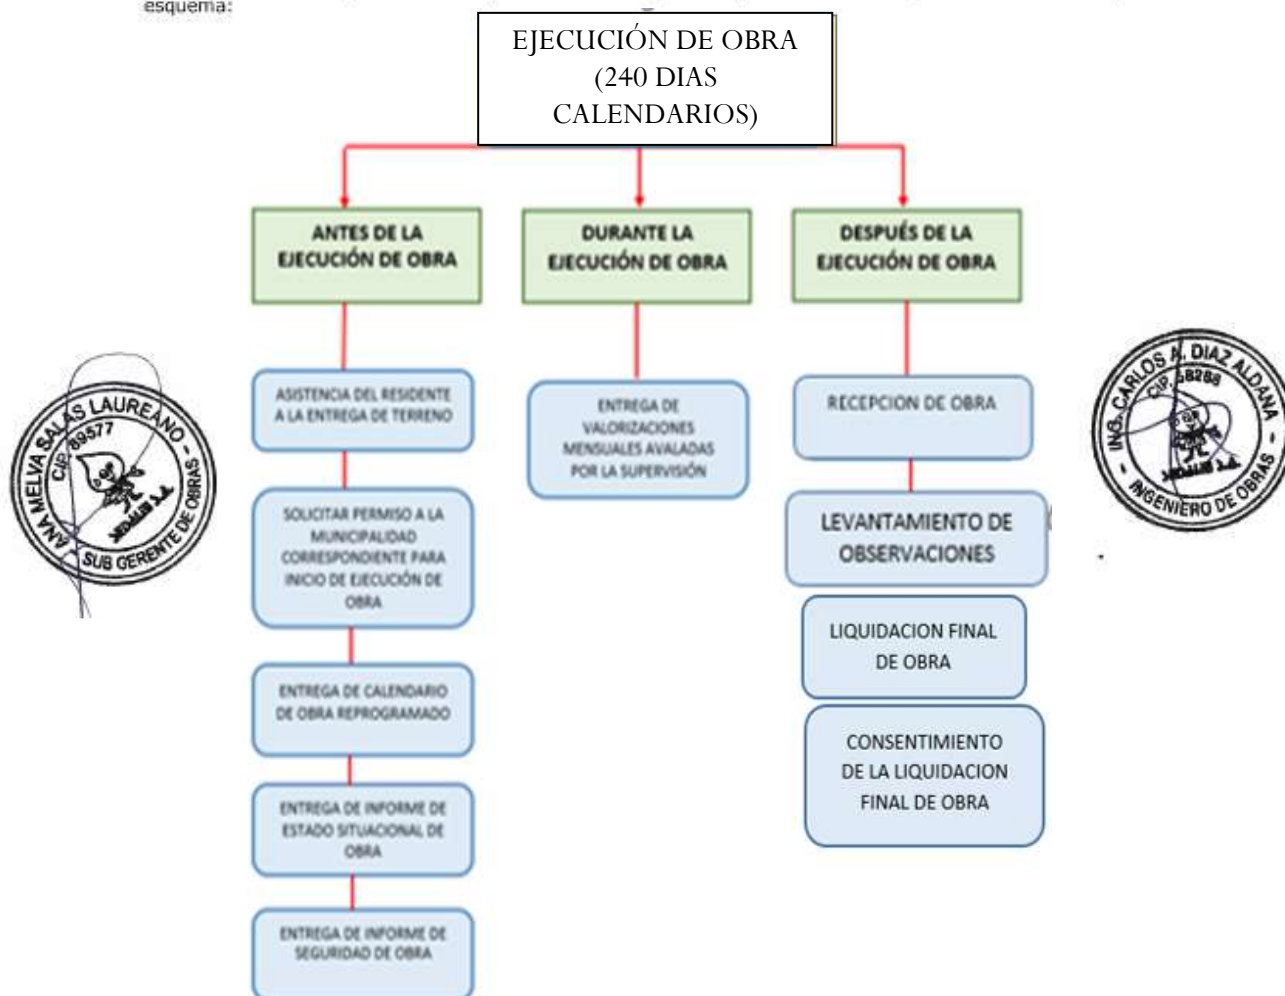 esquema:
EJECUCIÓN DE OBRA
(240 DIAS
CALENDARIOS)
ANTES DE LA
EJECUCIÓN DE OBRA
DURANTE LA
EJECUCIÓN DE OBRA
DESPUÉS DE LA
EJECUCIÓN DE OBRA
ASISTENCIA DEL RESIDENTE
A LA ENTREGA DE TERRENO
SOLICITAR PERMISO A LA
MUNICIPALIDAD
CORRESPONDIENTE PARA
INICIO DE EJECUCIÓN DE
OBRA
ENTREGA DE CALENDARIO
DE OBRA REPROGRAMADO
ENTREGA DE INFORME DE
ESTADO SITUACIONAL DE
OBRA
ENTREGA DE INFORME DE
SEGURIDAD DE OBRA
ENTREGA DE
VALORIZACIONES
MENSUALES AVALADAS
POR LA SUPERVISIÓN
RECEPCION DE OBRA
LEVANTAMIENTO DE
OBSERVACIONES
LIQUIDACION FINAL
DE OBRA
CONSENTIMIENTO
DE LA LIQUIDACION
FINAL DE OBRA
ANA MELVA SALAS LAUREANO
CIP. 89577
SUB GERENTE DE OBRAS
ING. CARLOS A. DIAZ ALDANA
CIP. 58268
INGENIERO DE OBRAS